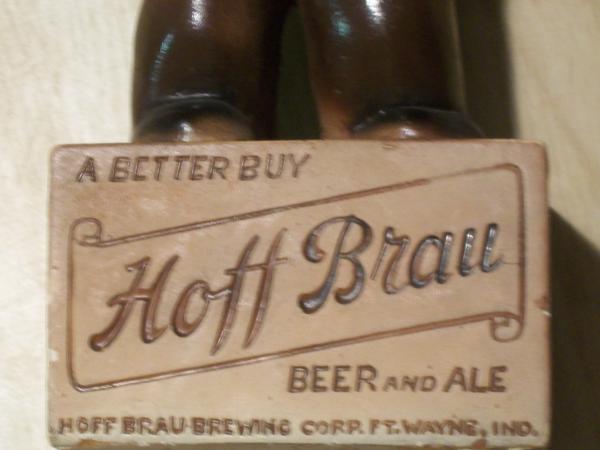 A BETTER BUY
Hoff Brau
BEER AND ALE
HOFF BRAU-BREWING CORP. FT. WAYNE, IND.